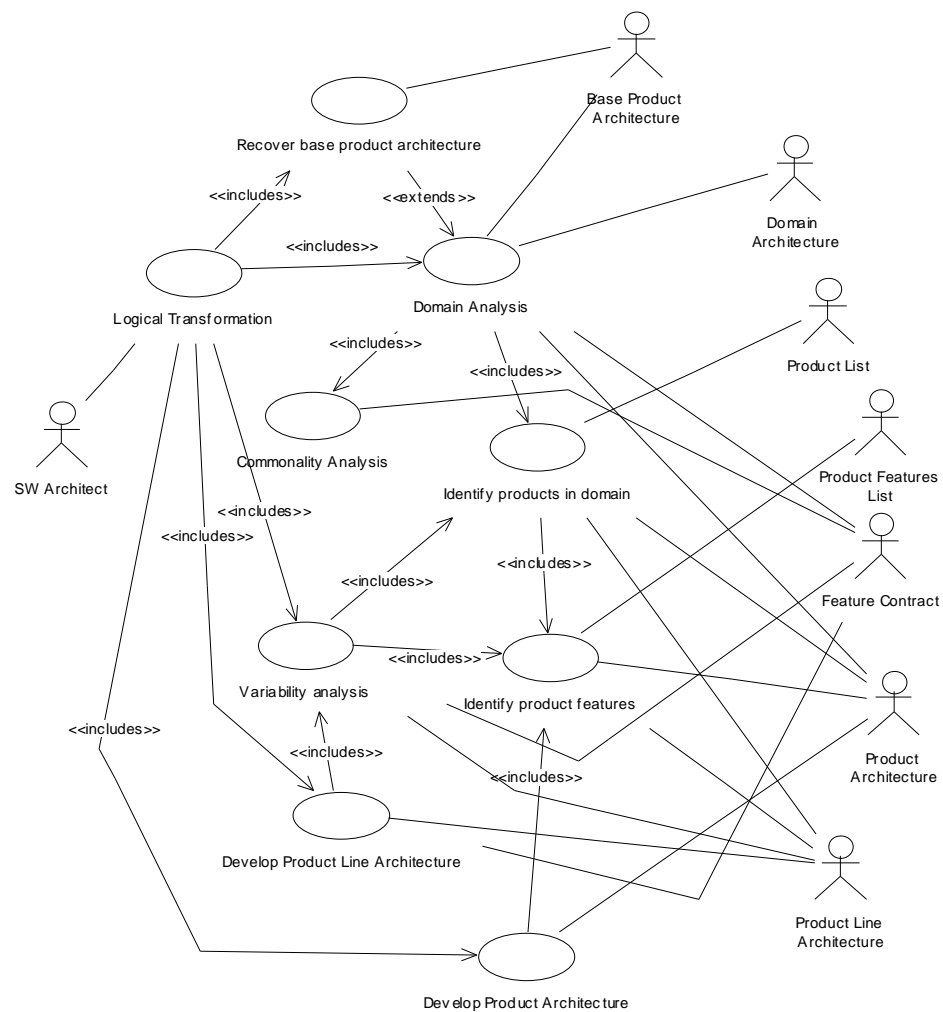 Base Product
Architecture
Recover base product architecture
<<includes>>
<<extends>>
Domain
Architecture
<<includes>>
Domain Analysis
Logical Transformation
<<includes>>
Product List
<<includes>>
Commonality Analysis
SW Architect
Product Features
List
Identify products in domain
<<includes>>
<<includes>>
<<includes>>
<<includes>>
Feature Contract
<<includes>>
Variability analysis
Identify product features
<<includes>>
<<includes>>
<<includes>>
Product
Architecture
Develop Product Line Architecture
Product Line
Architecture
Develop Product Architecture